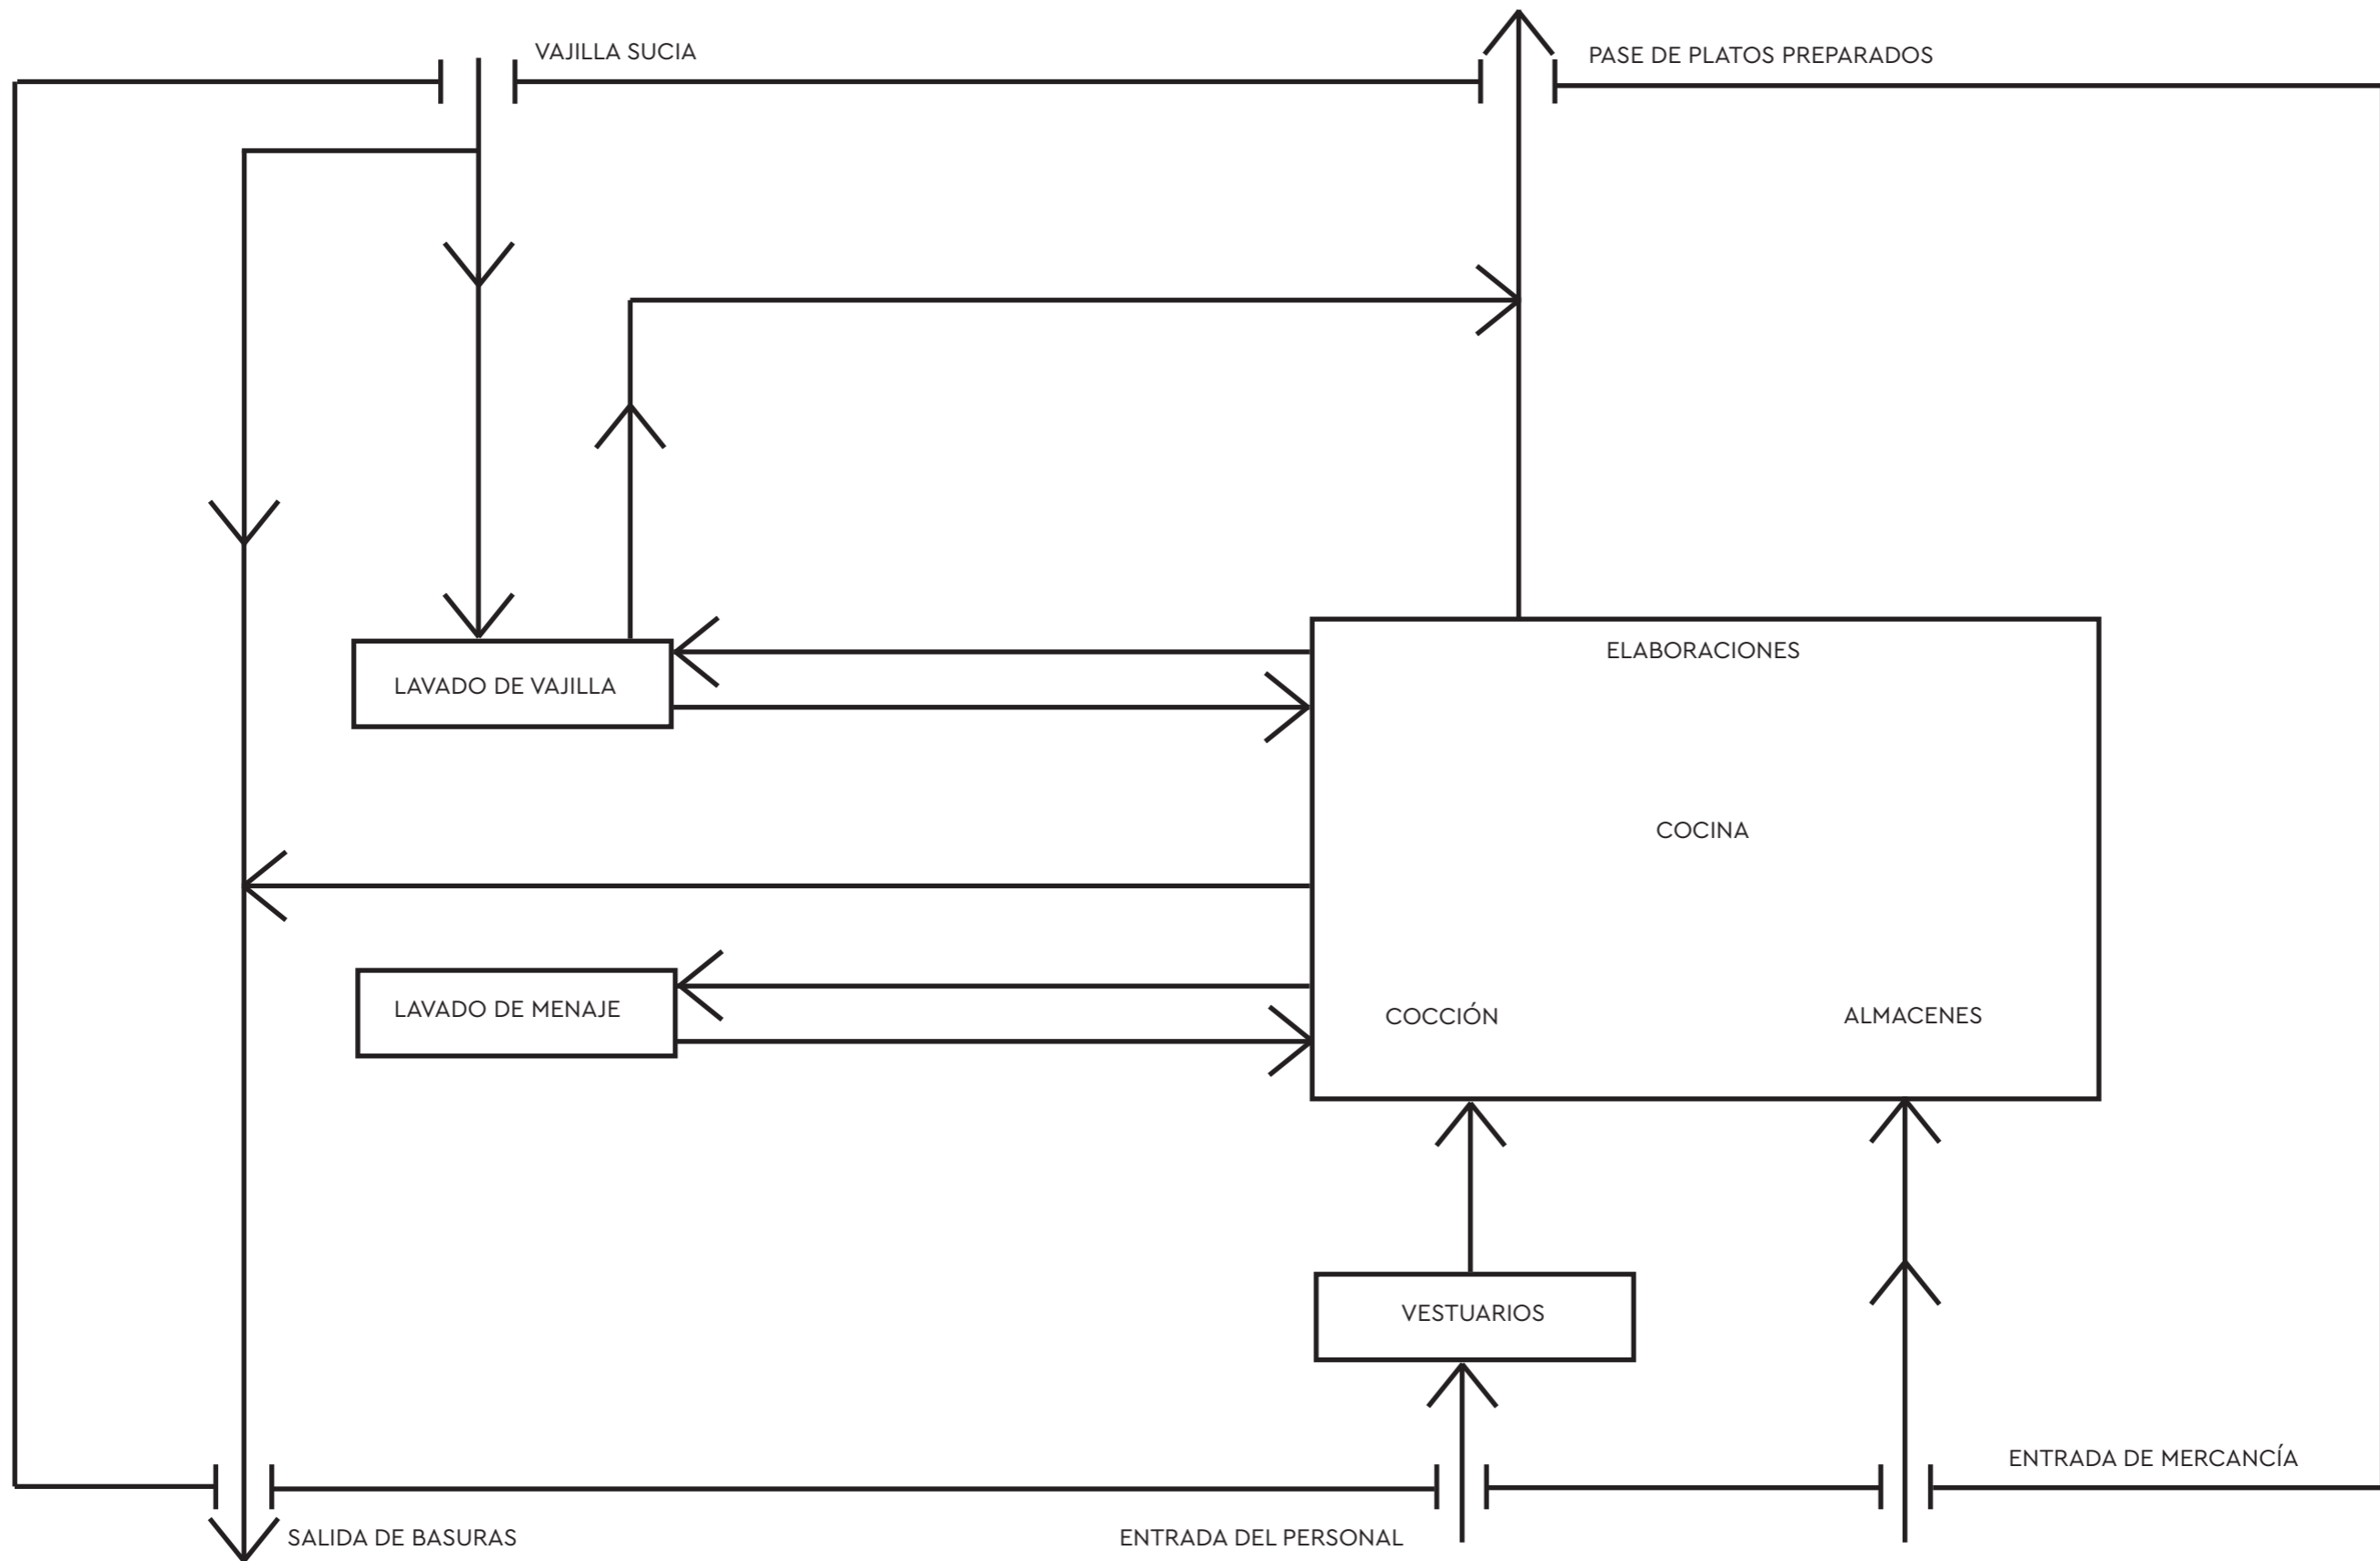 VAJILLA SUCIA
PASE DE PLATOS PREPARADOS
ELABORACIONES
LAVADO DE VAJILLA
COCINA
LAVADO DE MENAJE
COCCIÓN
ALMACENES
VESTUARIOS
ENTRADA DE MERCANCÍA
SALIDA DE BASURAS
ENTRADA DEL PERSONAL